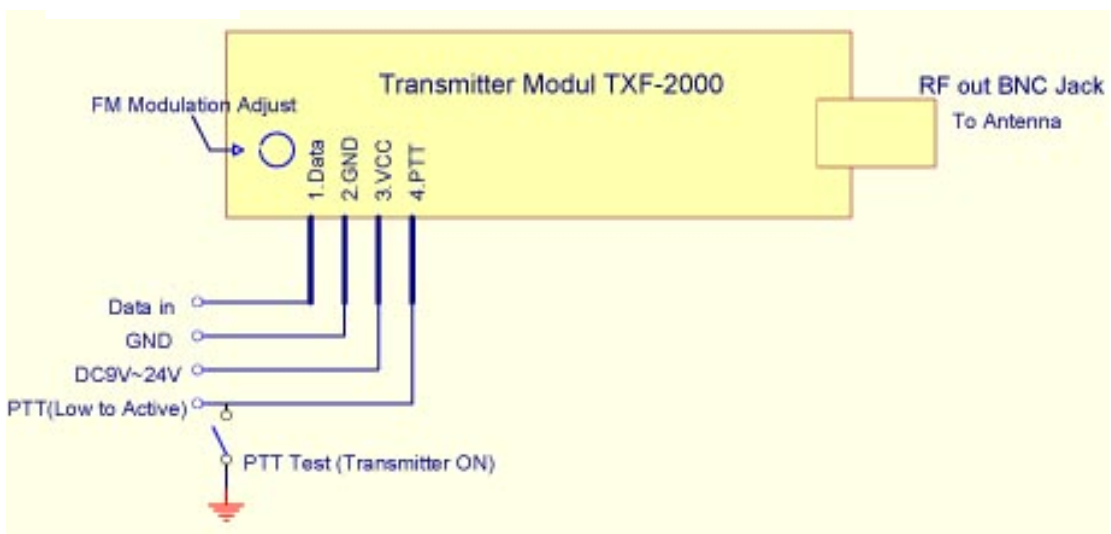 Transmitter Modul TXF-2000
RF out BNC Jack
To Antenna
FM Modulation Adjust
1.Data
2.GND
3.VCC
4.PTT
Data in
GND
DC9V~24V
PTT(Low to Active)
PTT Test (Transmitter ON)